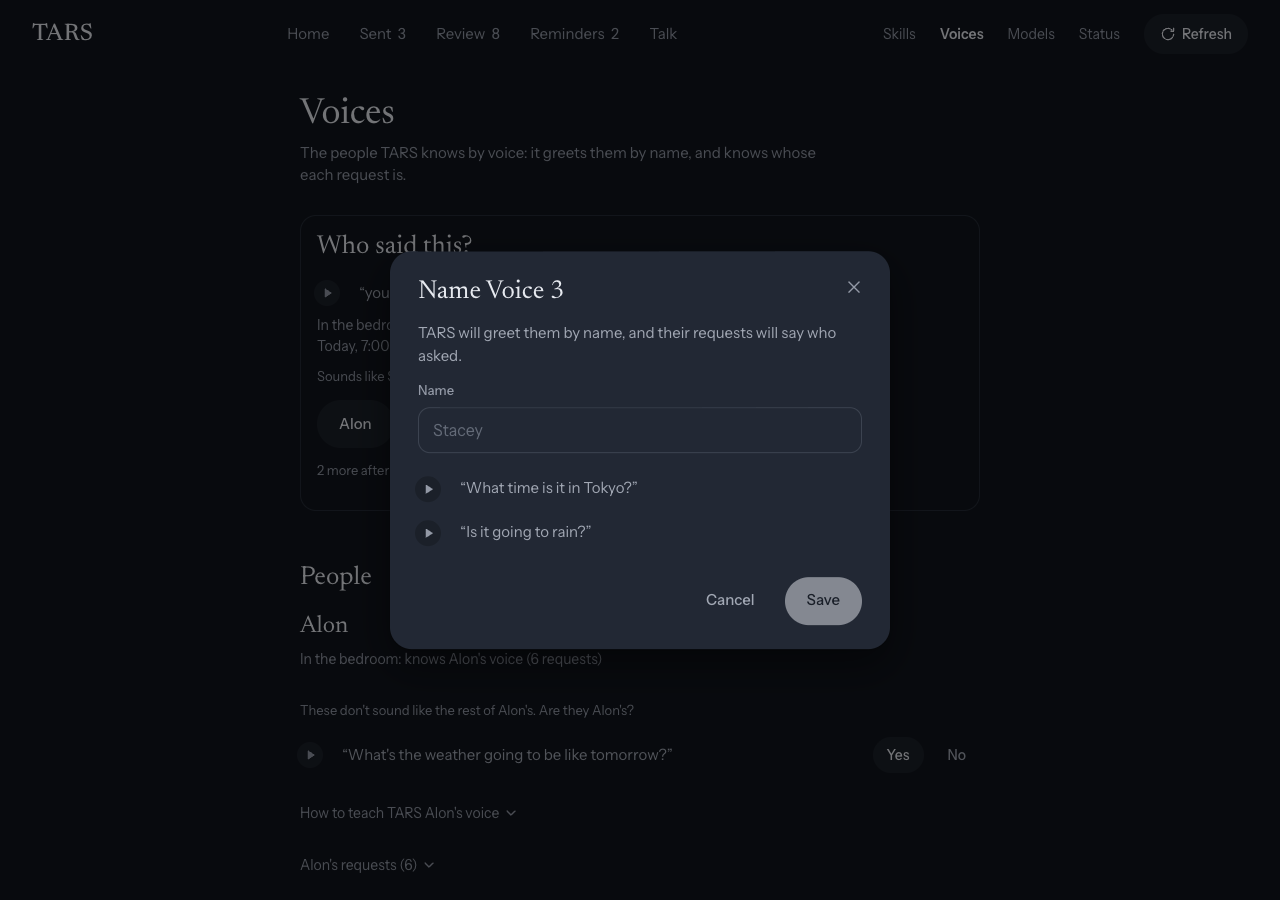 TARS
Home
Sent 3
Review 8
Reminders 2
Talk
Skills
Voices
Models
Status
Refresh
Voices
The people TARS knows by voice: it greets them by name, and knows whose
each request is.
Who said this?
“you
In the bedro
Today, 7:00
Sounds like
Alon
2 more after
Name Voice 3
TARS will greet them by name, and their requests will say who
asked.
Name
Stacey
“What time is it in Tokyo?”
“Is it going to rain?”
Cancel
Save
People
Alon
In the bedroom: knows Alon's voice (6 requests)
These don't sound like the rest of Alon's. Are they Alon's?
“What's the weather going to be like tomorrow?”
Yes
No
How to teach TARS Alon's voice
Alon's requests (6)